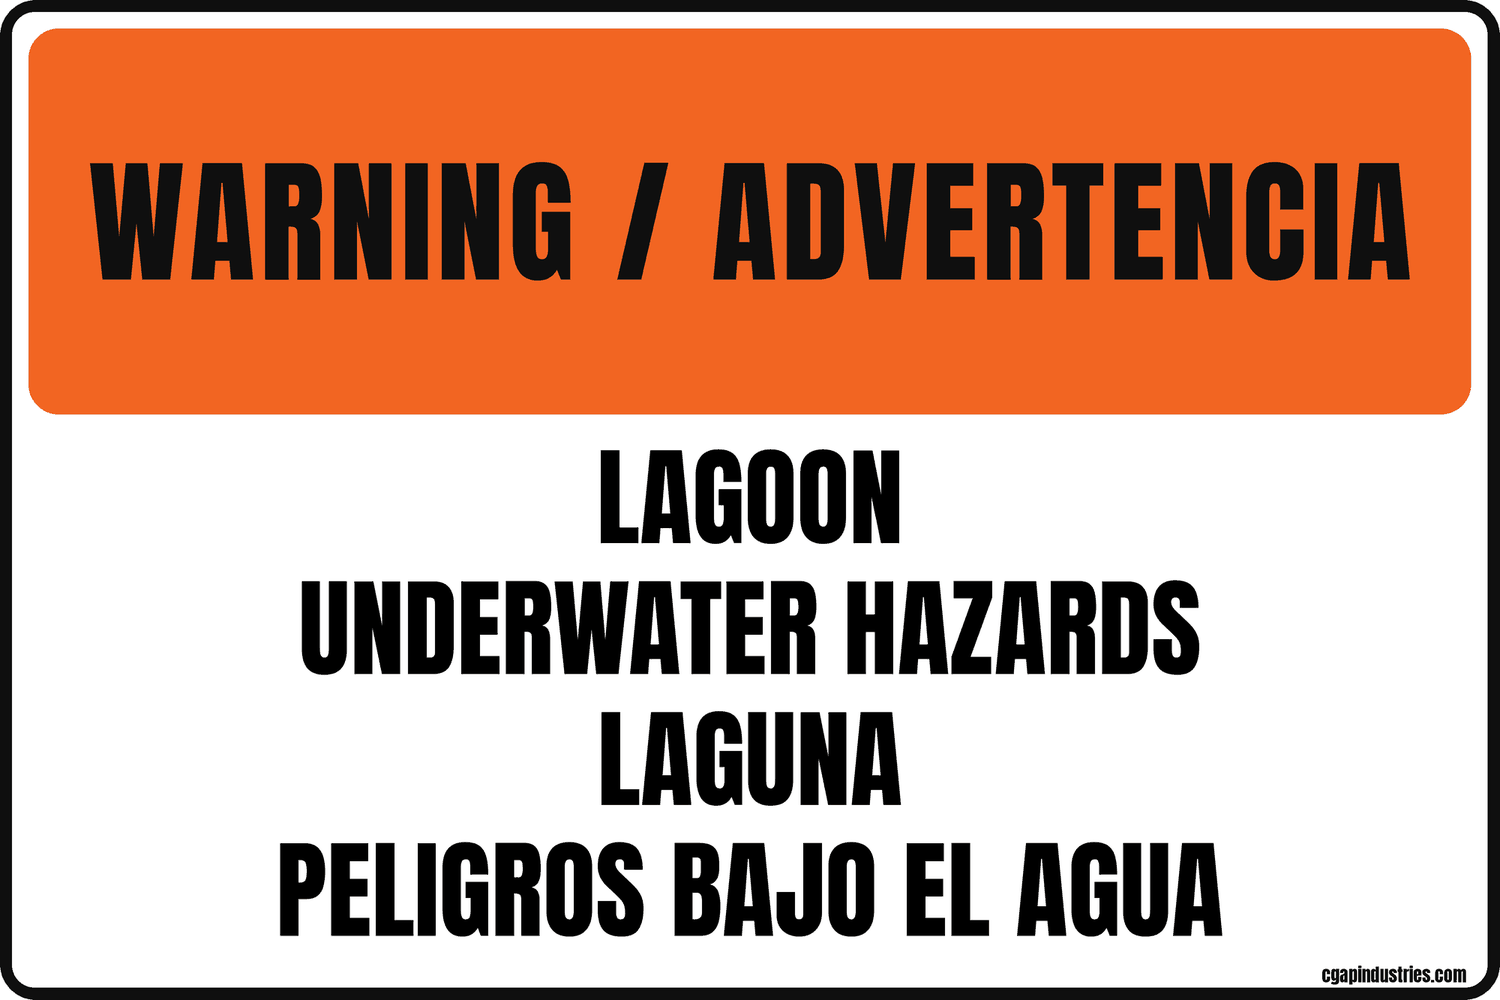 WARNING / ADVERTENCIA
LAGOON
UNDERWATER HAZARDS
LAGUNA
PELIGROS BAJO EL AGUA
cgapindustries.com